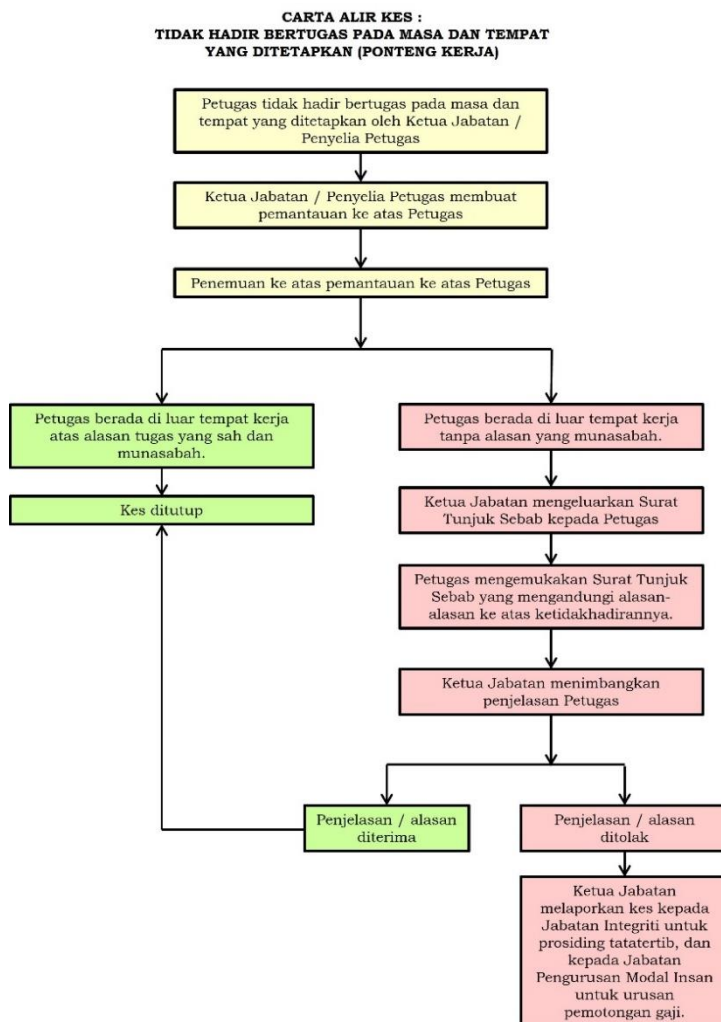 CARTA ALIR KES :
TIDAK HADIR BERTUGAS PADA MASA DAN TEMPAT
YANG DITETAPKAN (PONTENG KERJA)
Petugas tidak hadir bertugas pada masa dan
tempat yang ditetapkan oleh Ketua Jabatan /
Penyelia Petugas
Ketua Jabatan / Penyelia Petugas membuat
pemantauan ke atas Petugas
Penemuan ke atas pemantauan ke atas Petugas
Petugas berada di luar tempat kerja
atas alasan tugas yang sah dan
munasabah.
Kes ditutup
Petugas berada di luar tempat kerja
tanpa alasan yang munasabah.
Ketua Jabatan mengeluarkan Surat
Tunjuk Sebab kepada Petugas
Petugas mengemukakan Surat Tunjuk
Sebab yang mengandungi alasan-
alasan ke atas ketidakhadirannya.
Ketua Jabatan menimbangkan
penjelasan Petugas
Penjelasan / alasan
diterima
Penjelasan / alasan
ditolak
Ketua Jabatan
melaporkan kes kepada
Jabatan Integriti untuk
prosiding tatatertib, dan
kepada Jabatan
Pengurusan Modal Insan
untuk urusan
pemotongan gaji.